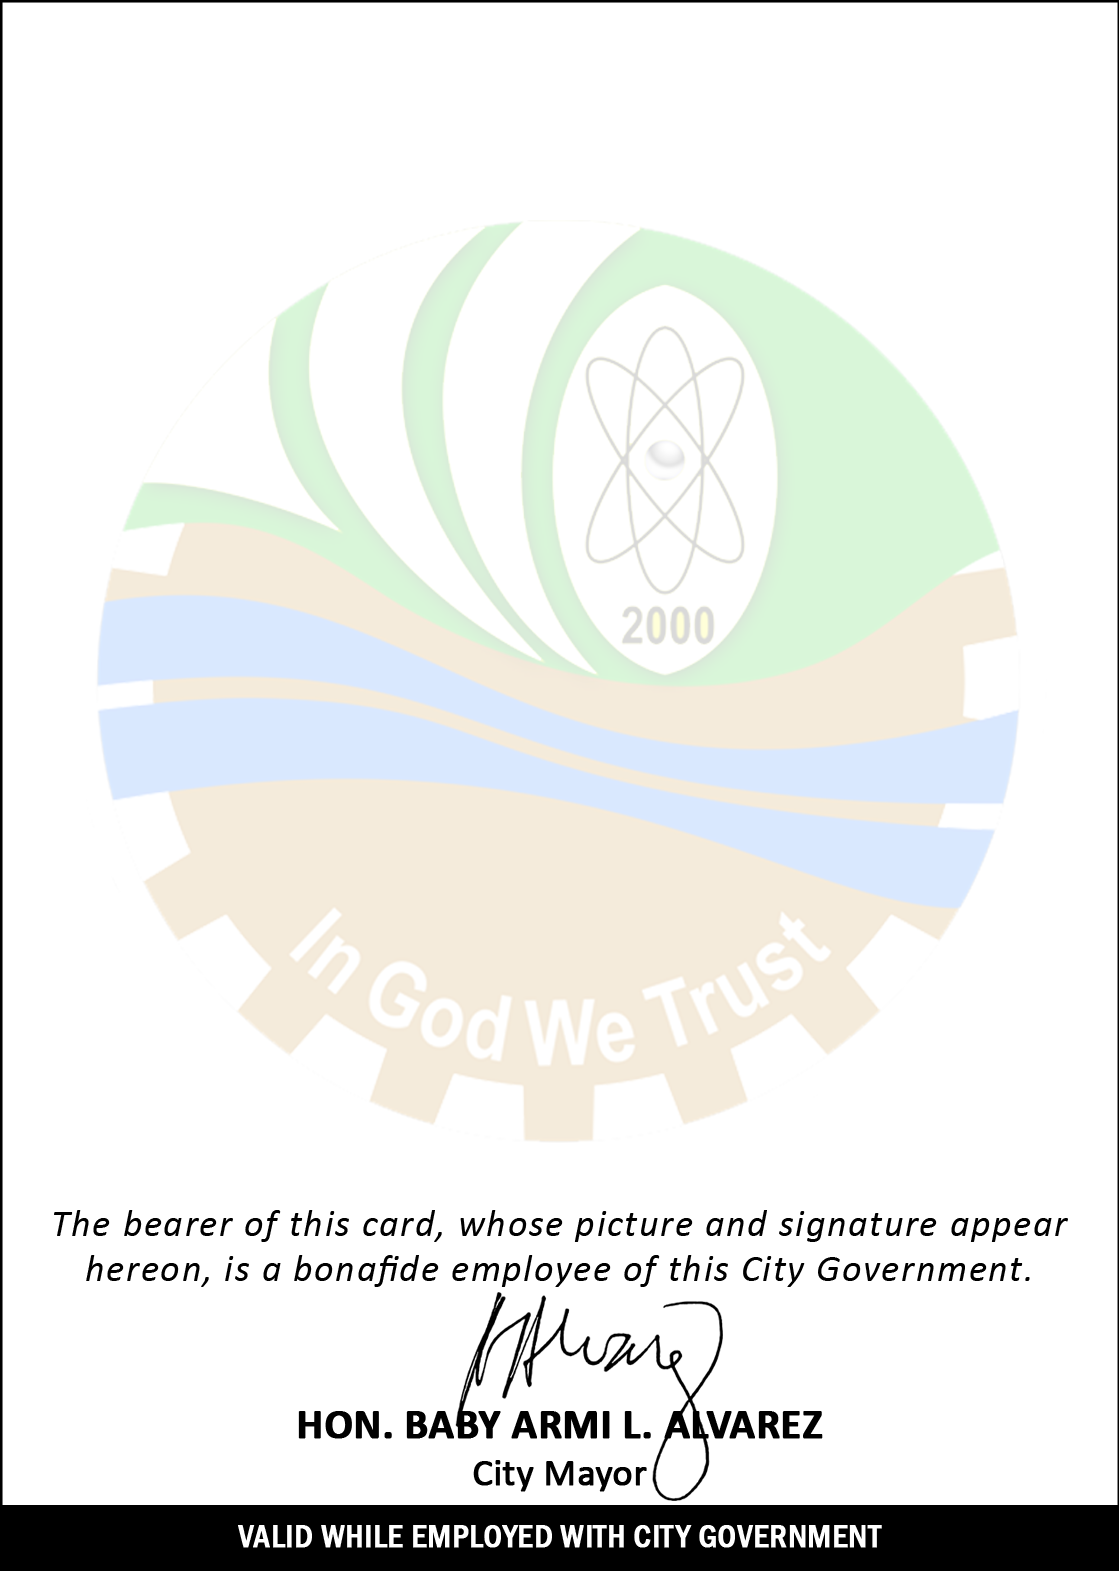 2000
In God We Trust
The bearer of this card, whose picture and signature appear
hereon, is a bonafide employee of this City Government.
HON. BABY ARMI L. ALVAREZ
City Mayor
VALID WHILE EMPLOYED WITH CITY GOVERNMENT